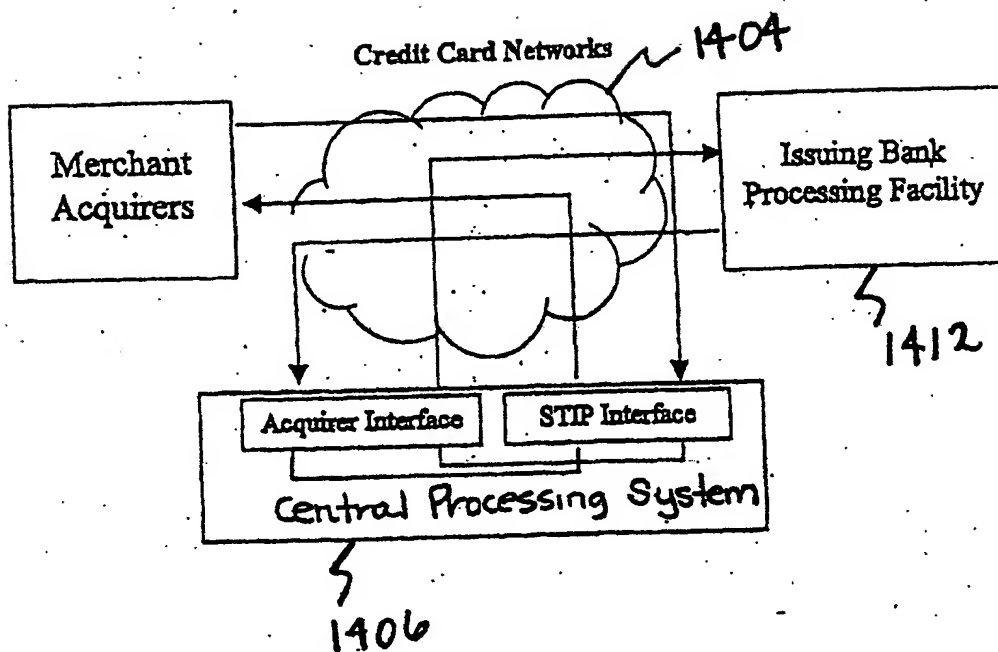 Credit Card Networks
1404
Merchant
Acquirers
Issuing Bank
Processing Facility
1412
Acquirer Interface
STIP Interface
Central Processing System
1406